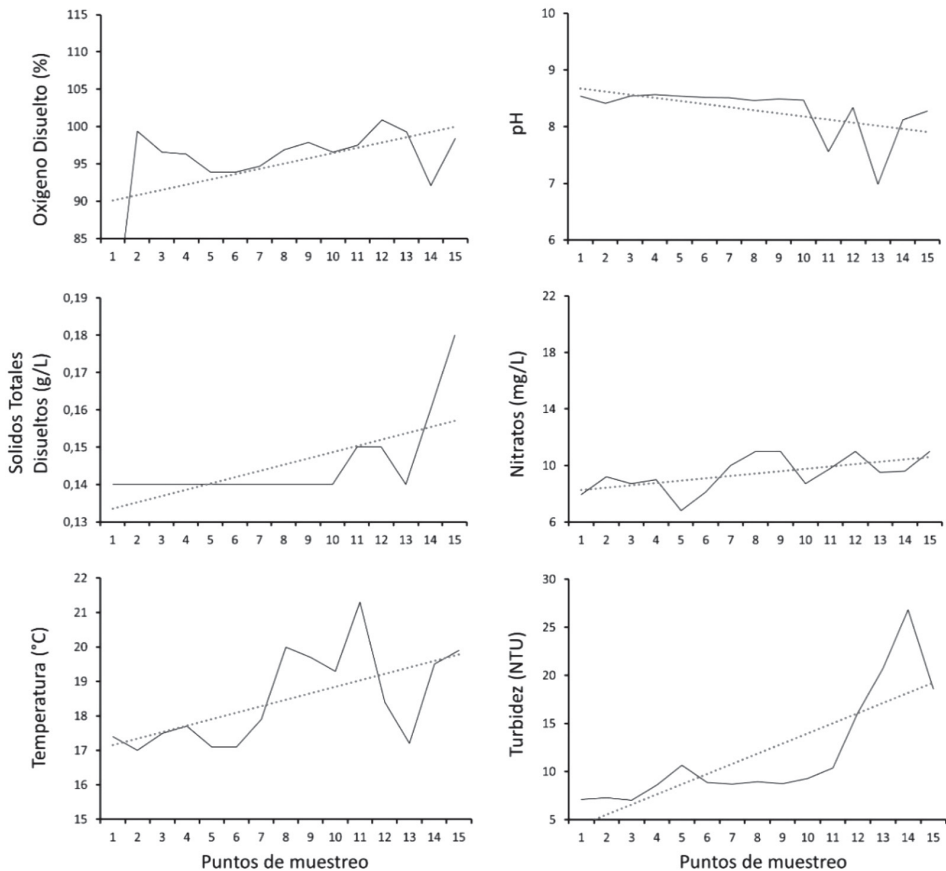 Oxígeno Disuelto (%)
115
110
105
100
95
90
85
1 2 3 4 5 6 7 8 9 10 11 12 13 14 15
pH
10
9
8
7
6
1 2 3 4 5 6 7 8 9 10 11 12 13 14 15
Solidos Totales
Disueltos (g/L)
0,19
0,18
0,17
0,16
0,15
0,14
0,13
1 2 3 4 5 6 7 8 9 10 11 12 13 14 15
Nitratos (mg/L)
22
18
14
10
6
1 2 3 4 5 6 7 8 9 10 11 12 13 14 15
Temperatura (°C)
22
21
20
19
18
17
16
15
1 2 3 4 5 6 7 8 9 10 11 12 13 14 15
Puntos de muestreo
Turbidez (NTU)
30
25
20
15
10
5
1 2 3 4 5 6 7 8 9 10 11 12 13 14 15
Puntos de muestreo